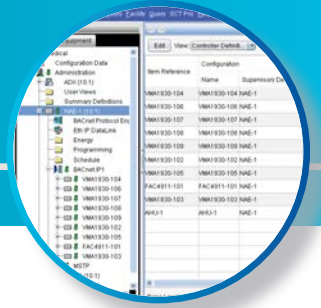 Facility Query SCT Pro
quipment
Edit View Controller Definiti...
dical
Configuration Data
Administration
ADX (10:1)
User Views
Summary Definitions
NAE-1 (10:1)
BACnet Protocol Eng
Eth IP DataLink
Energy
Programming
Schedule
BACnet IP1
VMA1930-104
VMA1930-106
VMA1930-107
VMA1930-108
VMA1930-109
VMA1930-102
VMA1930-105
FAC4911-101
VMA1930-103
MSTP
(10:1)
Item Reference
Configuration
Name Supervisory De
VMA1930-104 VMA1930-104 NAE-1
VMA1930-106 VMA1930-106 NAE-1
VMA1930-107 VMA1930-107 NAE-1
VMA1930-108 VMA1930-108 NAE-1
VMA1930-109 VMA1930-109 NAE-1
VMA1930-102 VMA1930-102 NAE-1
VMA1930-105 VMA1930-105 NAE-1
FAC4911-101 FAC4911-101 NAE-1
VMA1930-103 VMA1930-103 NAE-1
AHU-1 AHU-1 NAE-1